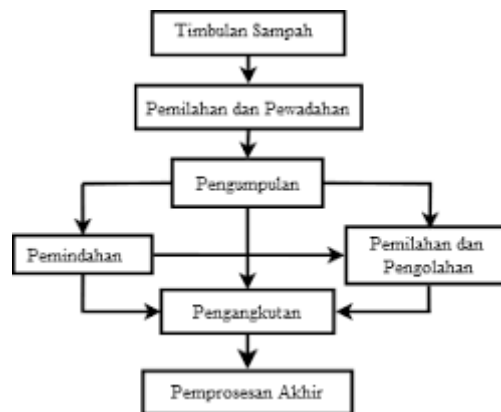 Timbulan Sampah
Pemilahan dan Pewadahan
Pengumpulan
Pemindahan
Pemilahan dan
Pengolahan
Pengangkutan
Pemprosesan Akhir